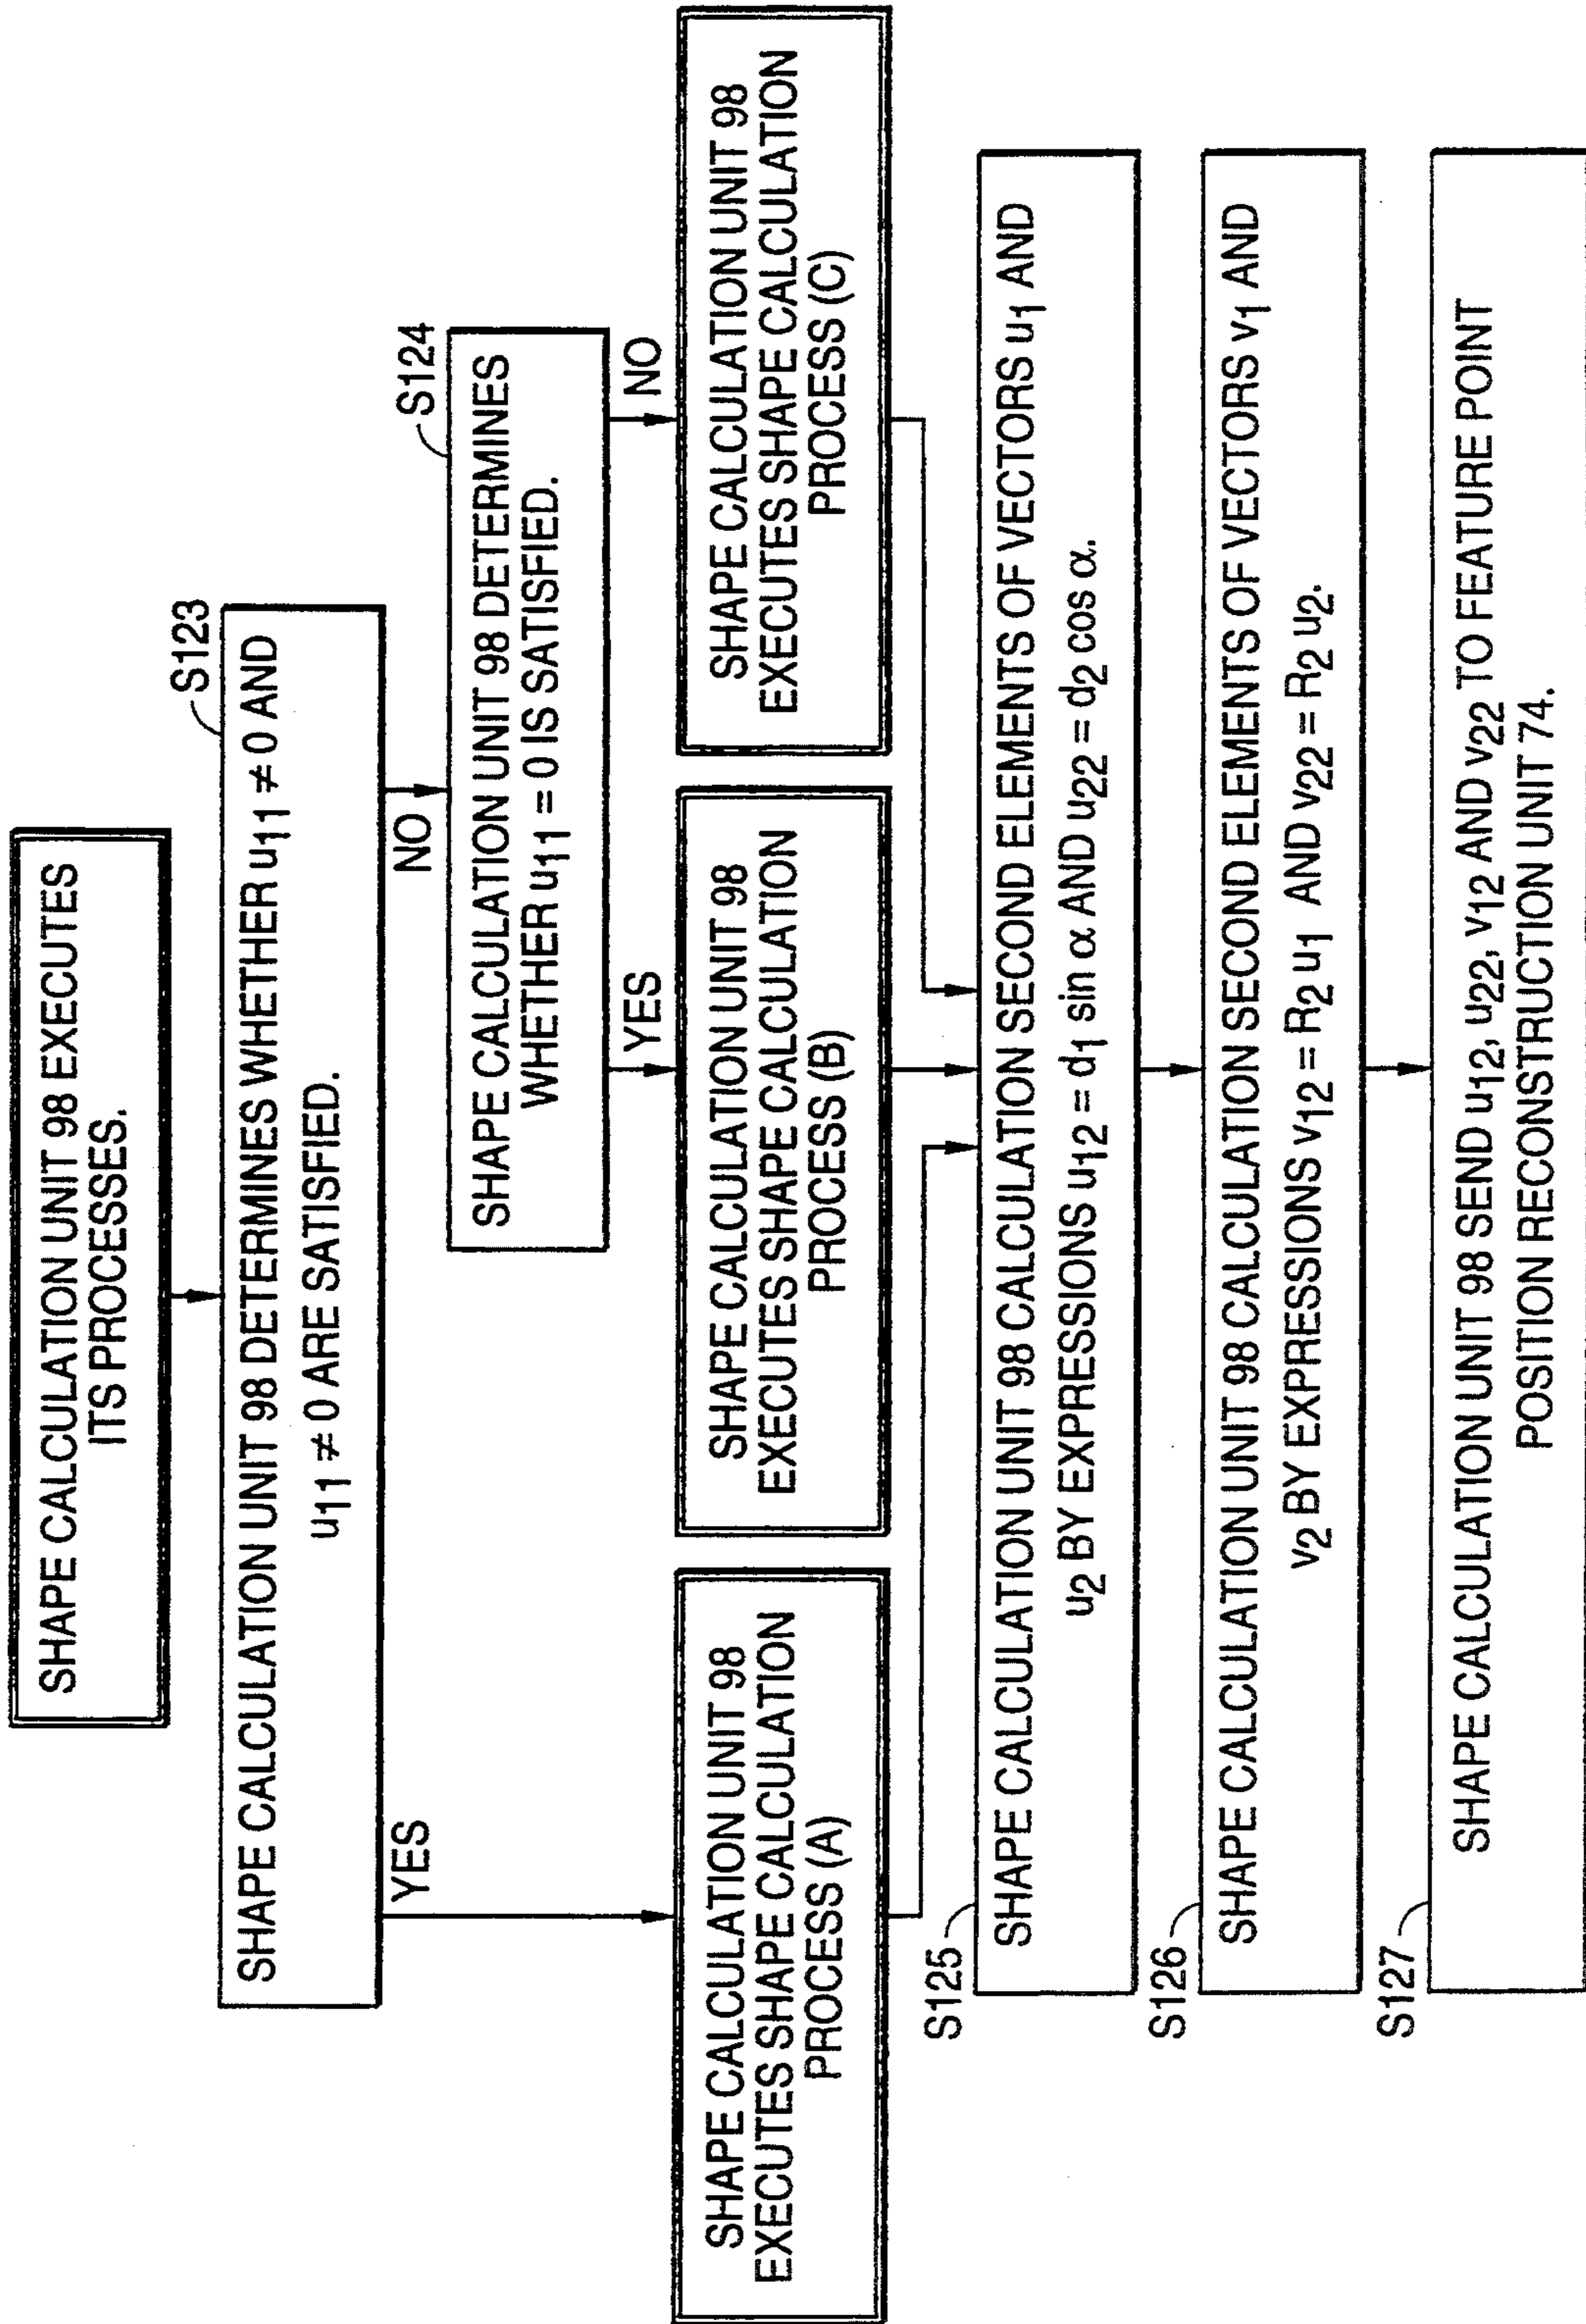 SHAPE CALCULATION UNIT 98 EXECUTES
ITS PROCESSES.
S123
SHAPE CALCULATION UNIT 98 DETERMINES WHETHER u11 ≠ 0 AND
u11 ≠ 0 ARE SATISFIED.
YES
NO
S124
SHAPE CALCULATION UNIT 98 DETERMINES
WHETHER u11 = 0 IS SATISFIED.
YES
NO
SHAPE CALCULATION UNIT 98
EXECUTES SHAPE CALCULATION
PROCESS (A)
SHAPE CALCULATION UNIT 98
EXECUTES SHAPE CALCULATION
PROCESS (B)
SHAPE CALCULATION UNIT 98
EXECUTES SHAPE CALCULATION
PROCESS (C)
S125
SHAPE CALCULATION UNIT 98 CALCULATION SECOND ELEMENTS OF VECTORS u1 AND
u2 BY EXPRESSIONS u12 = d1 sin α AND u22 = d2 cos α.
S126
SHAPE CALCULATION UNIT 98 CALCULATION SECOND ELEMENTS OF VECTORS v1 AND
v2 BY EXPRESSIONS v12 = R2 u1 AND v22 = R2 u2.
S127
SHAPE CALCULATION UNIT 98 SEND u12, u22, v12 AND v22 TO FEATURE POINT
POSITION RECONSTRUCTION UNIT 74.